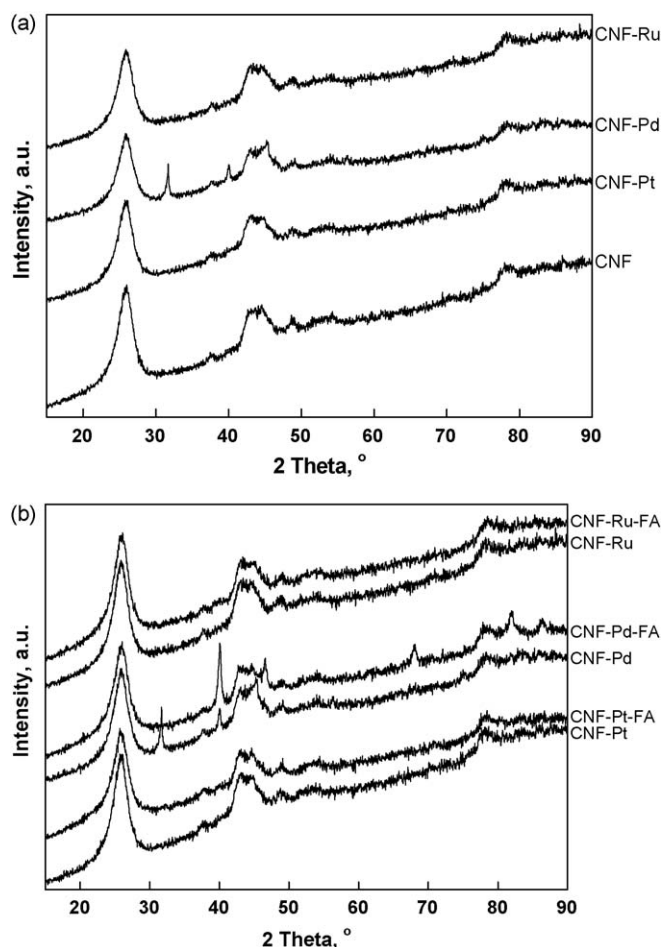 (a)
CNF-Ru
CNF-Pd
CNF-Pt
CNF
Intensity, a.u.
20 30 40 50 60 70 80 90
2 Theta, °
(b)
CNF-Ru-FA
CNF-Ru
CNF-Pd-FA
CNF-Pd
CNF-Pt-FA
CNF-Pt
Intensity, a.u.
20 30 40 50 60 70 80 90
2 Theta, °